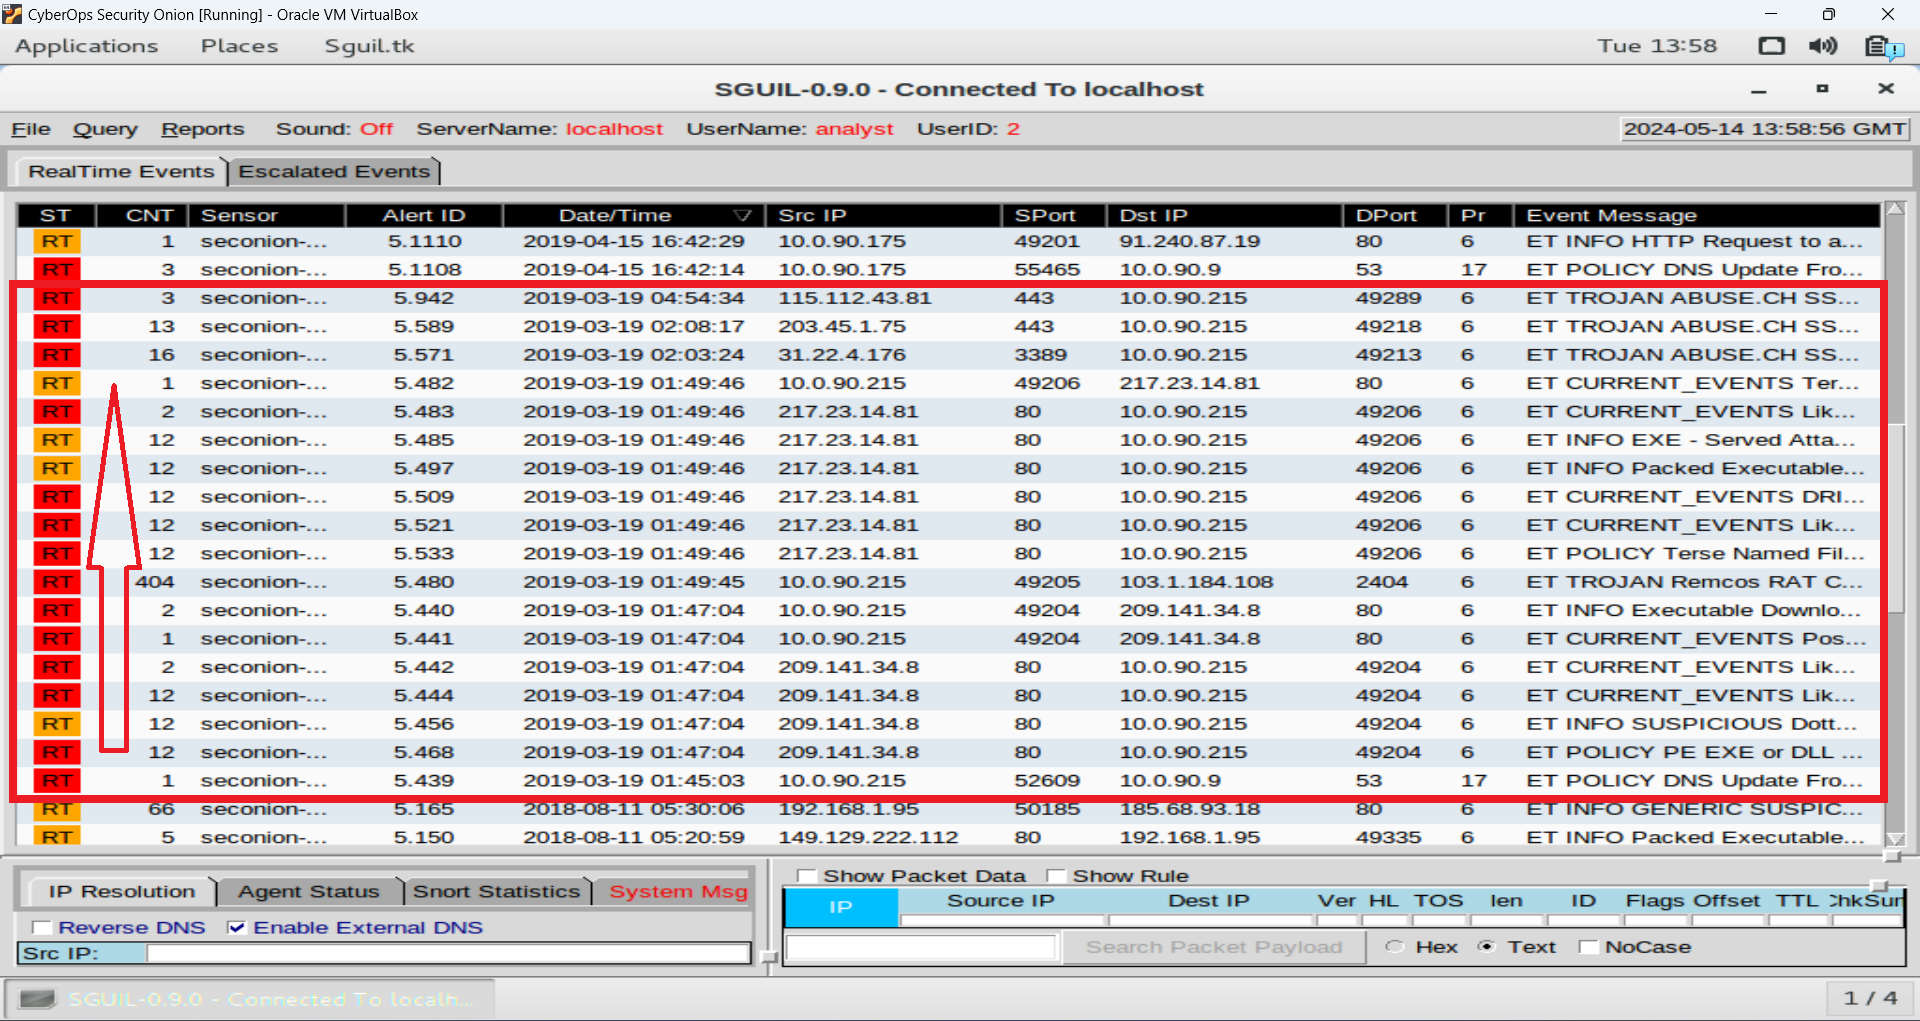 CyberOps Security Onion [Running] - Oracle VM VirtualBox
Applications Places Sguil.tk Tue 13:58
SGUIL-0.9.0 - Connected To localhost
File Query Reports Sound: Off ServerName: localhost UserName: analyst UserID: 2 2024-05-14 13:58:56 GMT
RealTime Events Escalated Events
ST CNT Sensor Alert ID Date/Time Src IP SPort Dst IP DPort Pr Event Message
RT 1 seconion-... 5.1110 2019-04-15 16:42:29 10.0.90.175 49201 91.240.87.19 80 6 ET INFO HTTP Request to a...
RT 3 seconion-... 5.1108 2019-04-15 16:42:14 10.0.90.175 55465 10.0.90.9 53 17 ET POLICY DNS Update Fro...
RT 3 seconion-... 5.942 2019-03-19 04:54:34 115.112.43.81 443 10.0.90.215 49289 6 ET TROJAN ABUSE.CH SS...
RT 13 seconion-... 5.589 2019-03-19 02:08:17 203.45.1.75 443 10.0.90.215 49218 6 ET TROJAN ABUSE.CH SS...
RT 16 seconion-... 5.571 2019-03-19 02:03:24 31.22.4.176 3389 10.0.90.215 49213 6 ET TROJAN ABUSE.CH SS...
RT 1 seconion-... 5.482 2019-03-19 01:49:46 10.0.90.215 49206 217.23.14.81 80 6 ET CURRENT_EVENTS Ter...
RT 2 seconion-... 5.483 2019-03-19 01:49:46 217.23.14.81 80 10.0.90.215 49206 6 ET CURRENT_EVENTS Lik...
RT 12 seconion-... 5.485 2019-03-19 01:49:46 217.23.14.81 80 10.0.90.215 49206 6 ET INFO EXE - Served Atta...
RT 12 seconion-... 5.497 2019-03-19 01:49:46 217.23.14.81 80 10.0.90.215 49206 6 ET INFO Packed Executable...
RT 12 seconion-... 5.509 2019-03-19 01:49:46 217.23.14.81 80 10.0.90.215 49206 6 ET CURRENT_EVENTS DRI...
RT 12 seconion-... 5.521 2019-03-19 01:49:46 217.23.14.81 80 10.0.90.215 49206 6 ET CURRENT_EVENTS Lik...
RT 12 seconion-... 5.533 2019-03-19 01:49:46 217.23.14.81 80 10.0.90.215 49206 6 ET POLICY Terse Named Fil...
RT 404 seconion-... 5.480 2019-03-19 01:49:45 10.0.90.215 49205 103.1.184.108 2404 6 ET TROJAN Remcos RAT C...
RT 2 seconion-... 5.440 2019-03-19 01:47:04 10.0.90.215 49204 209.141.34.8 80 6 ET INFO Executable Downlo...
RT 1 seconion-... 5.441 2019-03-19 01:47:04 10.0.90.215 49204 209.141.34.8 80 6 ET CURRENT_EVENTS Pos...
RT 2 seconion-... 5.442 2019-03-19 01:47:04 209.141.34.8 80 10.0.90.215 49204 6 ET CURRENT_EVENTS Lik...
RT 12 seconion-... 5.444 2019-03-19 01:47:04 209.141.34.8 80 10.0.90.215 49204 6 ET CURRENT_EVENTS Lik...
RT 12 seconion-... 5.456 2019-03-19 01:47:04 209.141.34.8 80 10.0.90.215 49204 6 ET INFO SUSPICIOUS Dott...
RT 12 seconion-... 5.468 2019-03-19 01:47:04 209.141.34.8 80 10.0.90.215 49204 6 ET POLICY PE EXE or DLL ...
RT 1 seconion-... 5.439 2019-03-19 01:45:03 10.0.90.215 52609 10.0.90.9 53 17 ET POLICY DNS Update Fro...
RT 66 seconion-... 5.165 2018-08-11 05:30:06 192.168.1.95 50185 185.68.93.18 80 6 ET INFO GENERIC SUSPIC...
RT 5 seconion-... 5.150 2018-08-11 05:20:59 149.129.222.112 80 192.168.1.95 49335 6 ET INFO Packed Executable...
IP Resolution Agent Status Snort Statistics System Msg
Reverse DNS Enable External DNS
Src IP:
Show Packet Data Show Rule
IP Source IP Dest IP Ver HL TOS len ID Flags Offset TTL ChkSum
Search Packet Payload Hex Text NoCase
SGUIL-0.9.0 - Connected To localh... 1 / 4